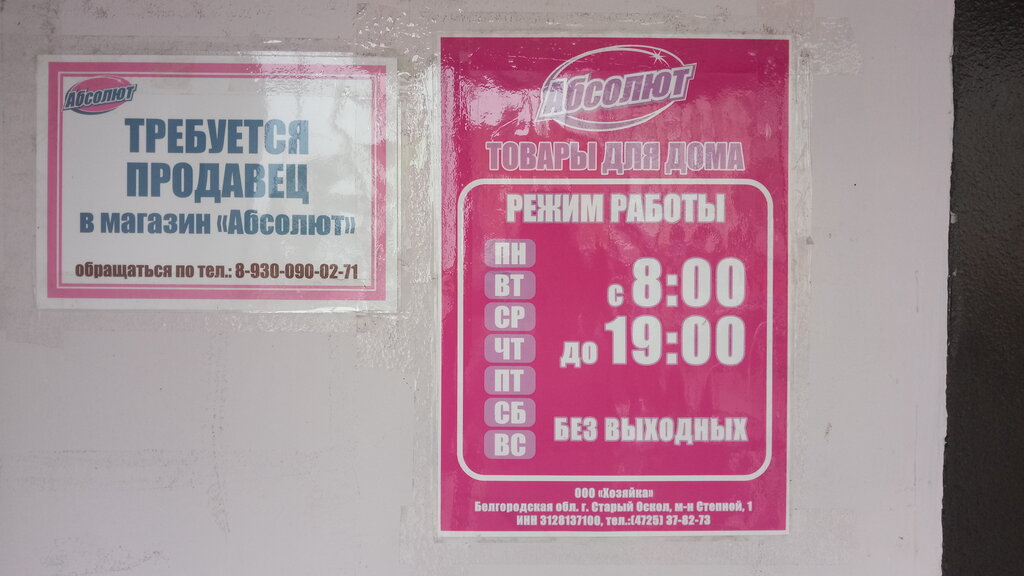 Абсолют
ТРЕБУЕТСЯ
ПРОДАВЕЦ
в магазин «Абсолют»
обращаться по тел.: 8-930-090-02-71
Абсолют
ТОВАРЫ ДЛЯ ДОМА
РЕЖИМ РАБОТЫ
ПН
ВТ
СР
ЧТ
ПТ
СБ
ВС
с 8:00
до 19:00
БЕЗ ВЫХОДНЫХ
ООО «Хозяйка»
Белгородская обл. г. Старый Оскол, м-н Степной, 1
ИНН 3128137100, тел.:(4725) 37-82-73